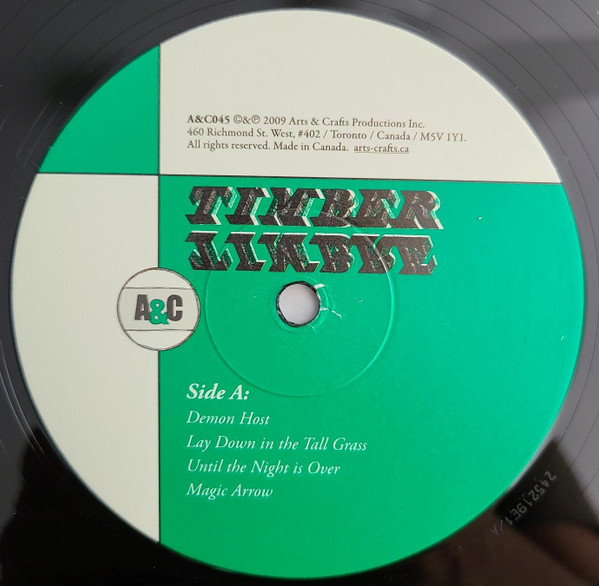 A&C045 ©&℗ 2009 Arts & Crafts Productions Inc.
460 Richmond St. West, #402 / Toronto / Canada / M5V 1Y1.
All rights reserved. Made in Canada. arts-crafts.ca
TIMBER
TIMBRE
A&C
Side A:
Demon Host
Lay Down in the Tall Grass
Until the Night is Over
Magic Arrow
245219E1/A